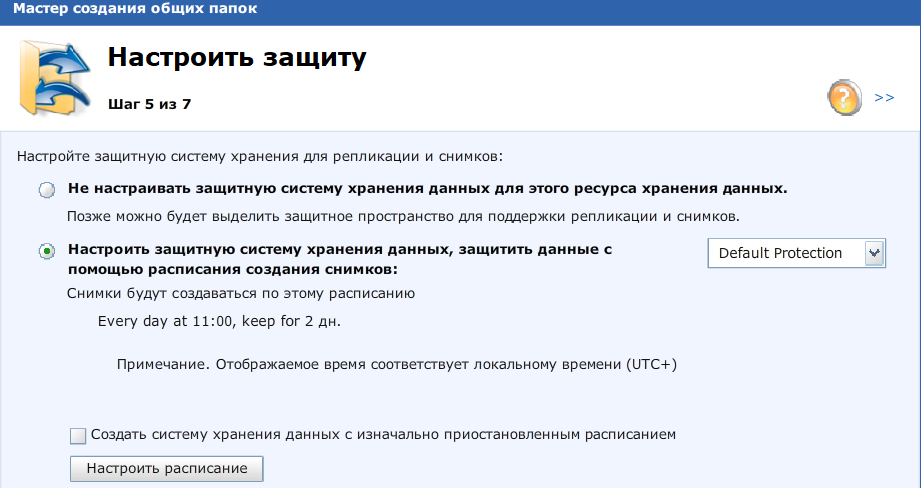 Мастер создания общих папок
Настроить защиту
Шаг 5 из 7
?
>>
Настройте защитную систему хранения для репликации и снимков:
Не настраивать защитную систему хранения данных для этого ресурса хранения данных.
Позже можно будет выделить защитное пространство для поддержки репликации и снимков.
Настроить защитную систему хранения данных, защитить данные с
помощью расписания создания снимков:
Default Protection
Снимки будут создаваться по этому расписанию
Every day at 11:00, keep for 2 дн.
Примечание. Отображаемое время соответствует локальному времени (UTC+)
Создать систему хранения данных с изначально приостановленным расписанием
Настроить расписание